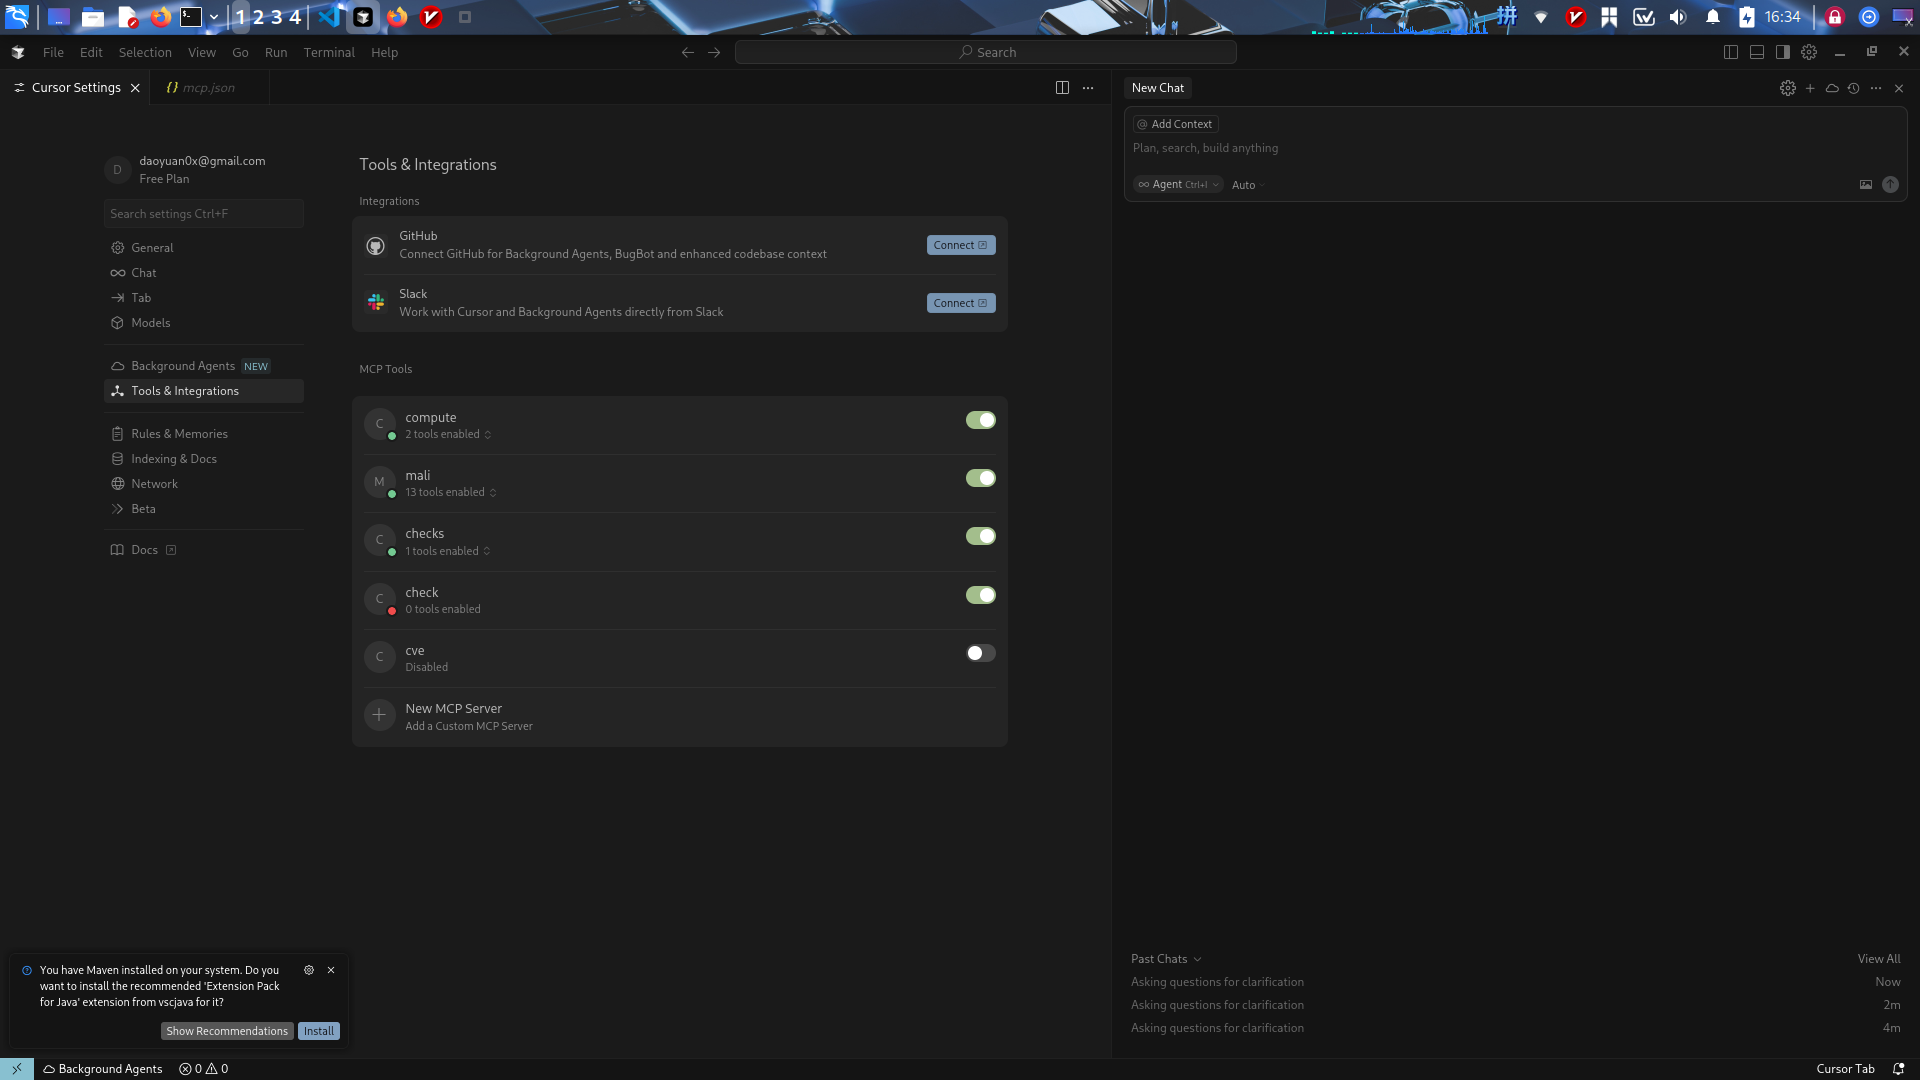 1 2 3 4
16:34
File Edit Selection View Go Run Terminal Help
Search
Cursor Settings
{} mcp.json
New Chat
D
daoyuan0x@gmail.com
Free Plan
Search settings Ctrl+F
General
Chat
Tab
Models
Background Agents NEW
Tools & Integrations
Rules & Memories
Indexing & Docs
Network
Beta
Docs
Tools & Integrations
Integrations
GitHub
Connect GitHub for Background Agents, BugBot and enhanced codebase context
Connect
Slack
Work with Cursor and Background Agents directly from Slack
Connect
MCP Tools
C
compute
2 tools enabled
M
mali
13 tools enabled
C
checks
1 tools enabled
C
check
0 tools enabled
C
cve
Disabled
New MCP Server
Add a Custom MCP Server
@ Add Context
Plan, search, build anything
Agent Ctrl+I Auto
Past Chats View All
Asking questions for clarification Now
Asking questions for clarification 2m
Asking questions for clarification 4m
You have Maven installed on your system. Do you
want to install the recommended 'Extension Pack
for Java' extension from vscjava for it?
Show Recommendations Install
Background Agents 0 0
Cursor Tab